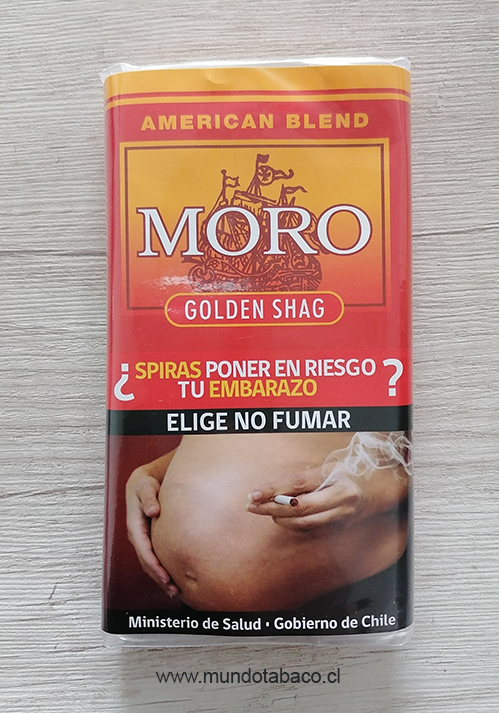 AMERICAN BLEND
MORO
GOLDEN SHAG
¿SPIRAS PONER EN RIESGO
TU EMBARAZO?
ELIGE NO FUMAR
Ministerio de Salud · Gobierno de Chile
www.mundotabaco.cl